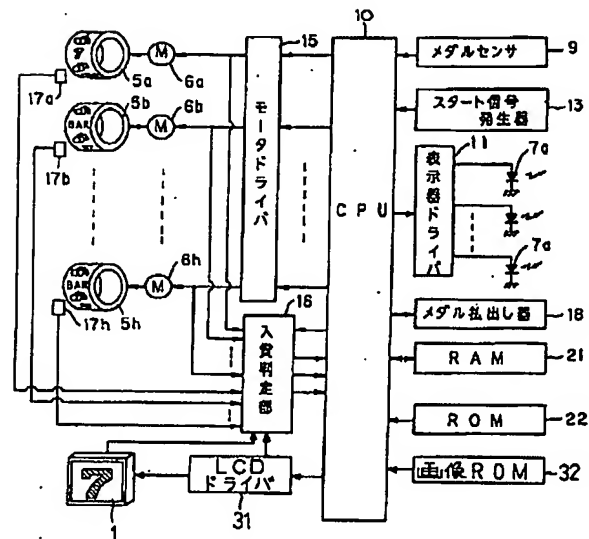 10
15
7
17a
5a
M
6a
メダルセンサ
9
スタート信号
発生器
13
5b
BAR
6b
M
17b
モータドライバ
CPU
11
表示器ドライバ
7a
7a
6h
M
BAR
17h
5h
16
入賞判定部
メダル払出し器
18
RAM
21
ROM
22
画像ROM
32
7
1
LCD
ドライバ
31